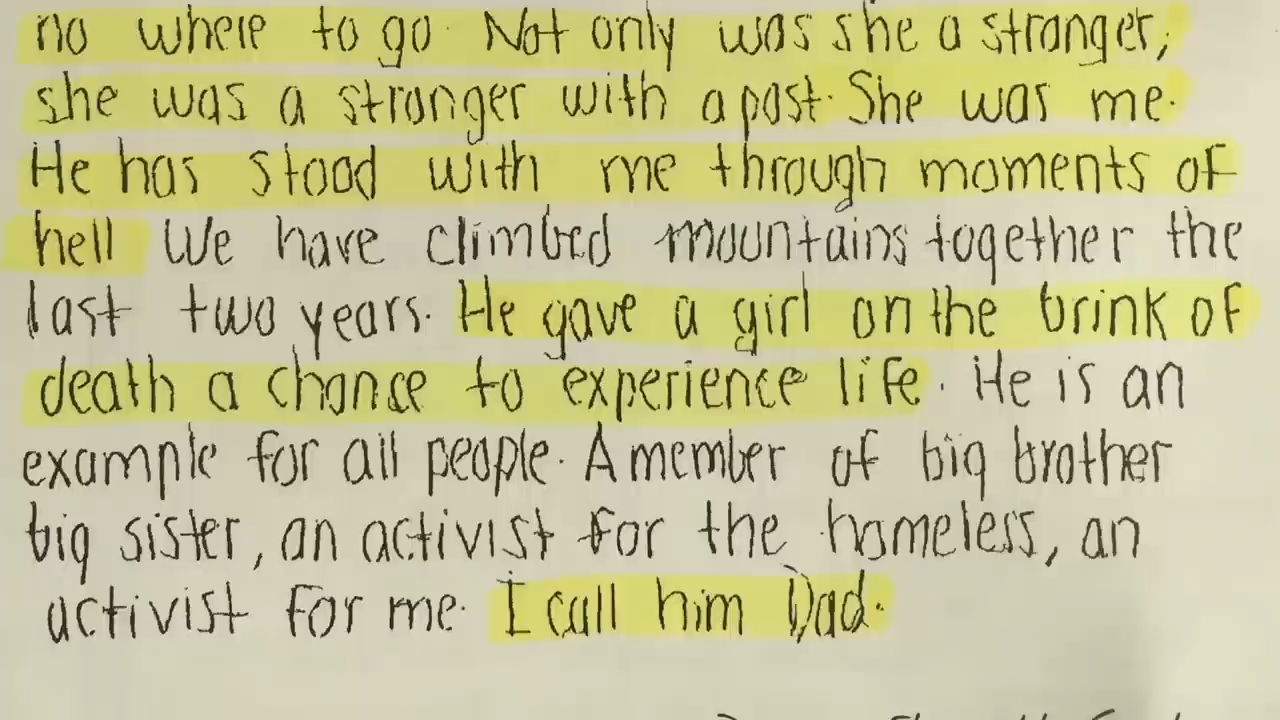 no where to go. Not only was she a stranger,
she was a stranger with a past. She was me.
He has stood with me through moments of
hell We have climbed mountains together the
last two years. He gave a girl on the brink of
death a chance to experience life. He is an
example for all people. A member of big brother
big sister, an activist for the homeless, an
activist for me. I call him Dad.